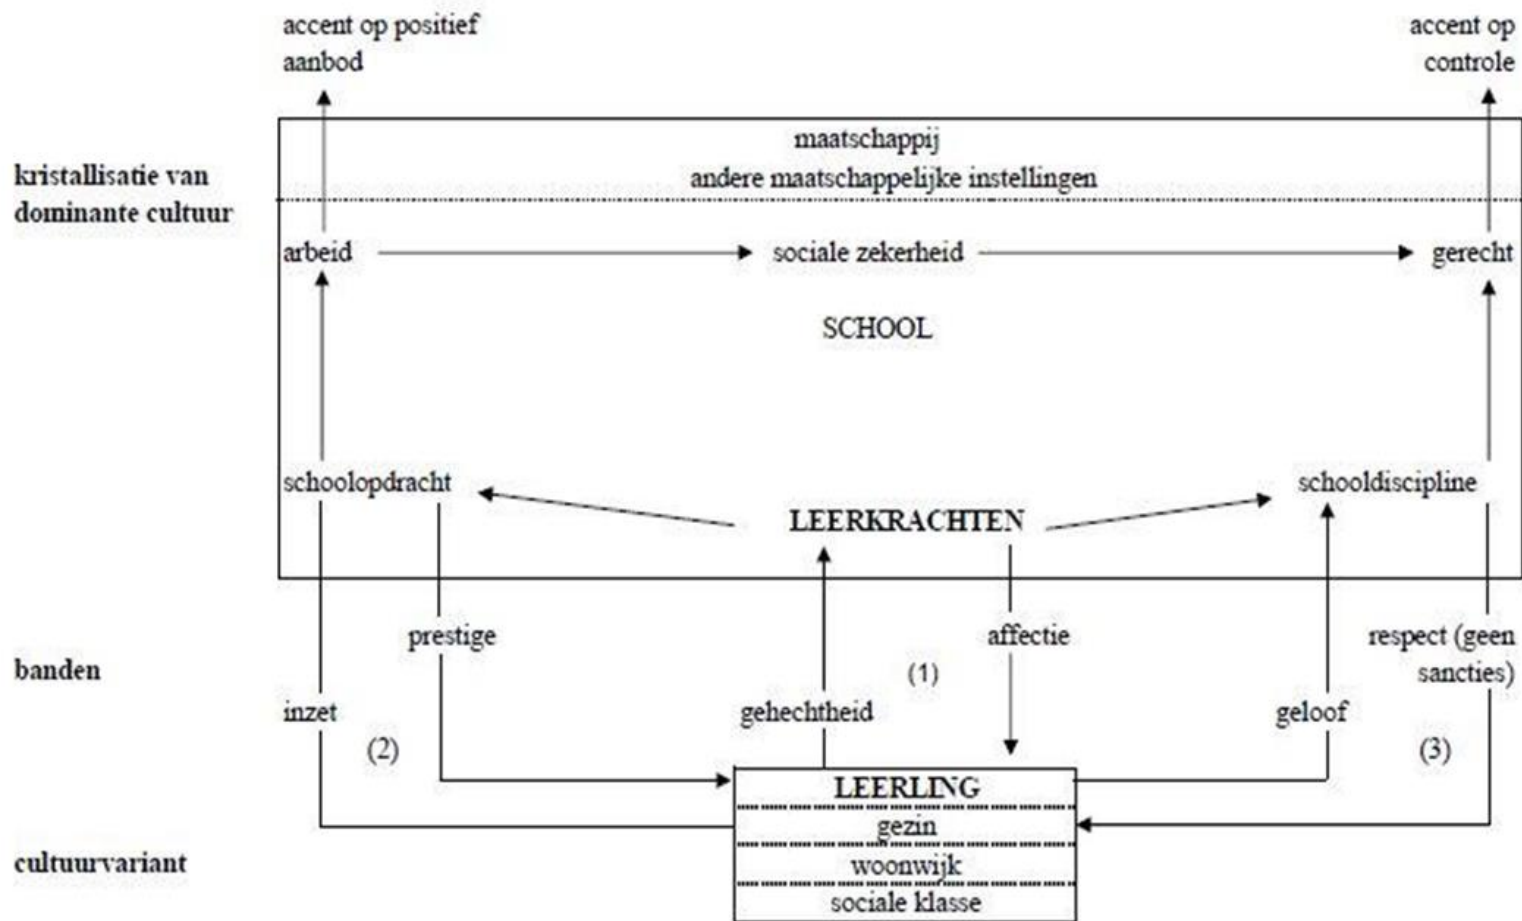 accent op positief
aanbod
accent op
controle
maatschappij
andere maatschappelijke instellingen
kristallisatie van
dominante cultuur
arbeid
sociale zekerheid
gerecht
SCHOOL
schoolopdracht
schooldiscipline
LEERKRACHTEN
banden
prestige
affectie
respect (geen
sancties)
(1)
inzet
gehechtheid
geloof
(2)
(3)
LEERLING
gezin
cultuurvariant
woonwijk
sociale klasse